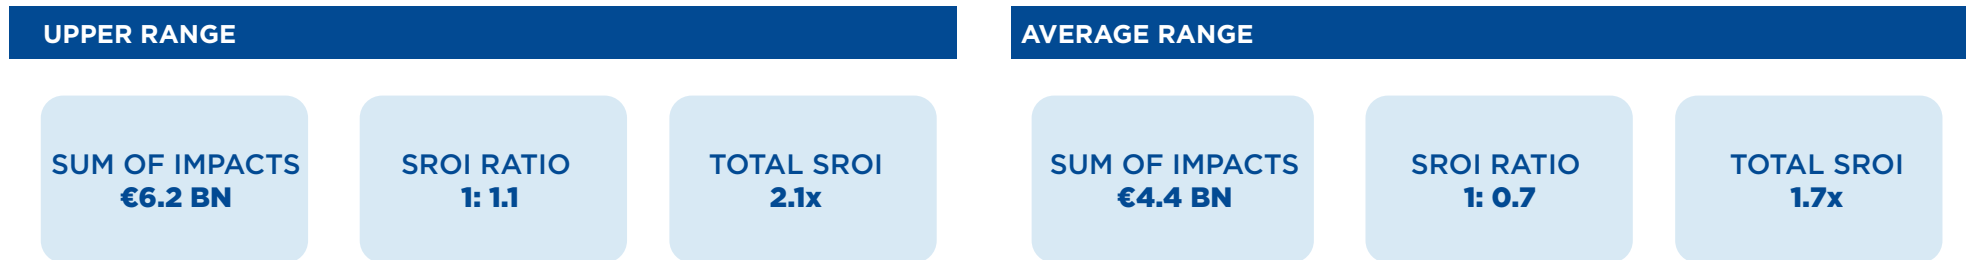 UPPER RANGE
SUM OF IMPACTS
€6.2 BN
SROI RATIO
1: 1.1
TOTAL SROI
2.1x
AVERAGE RANGE
SUM OF IMPACTS
€4.4 BN
SROI RATIO
1: 0.7
TOTAL SROI
1.7x